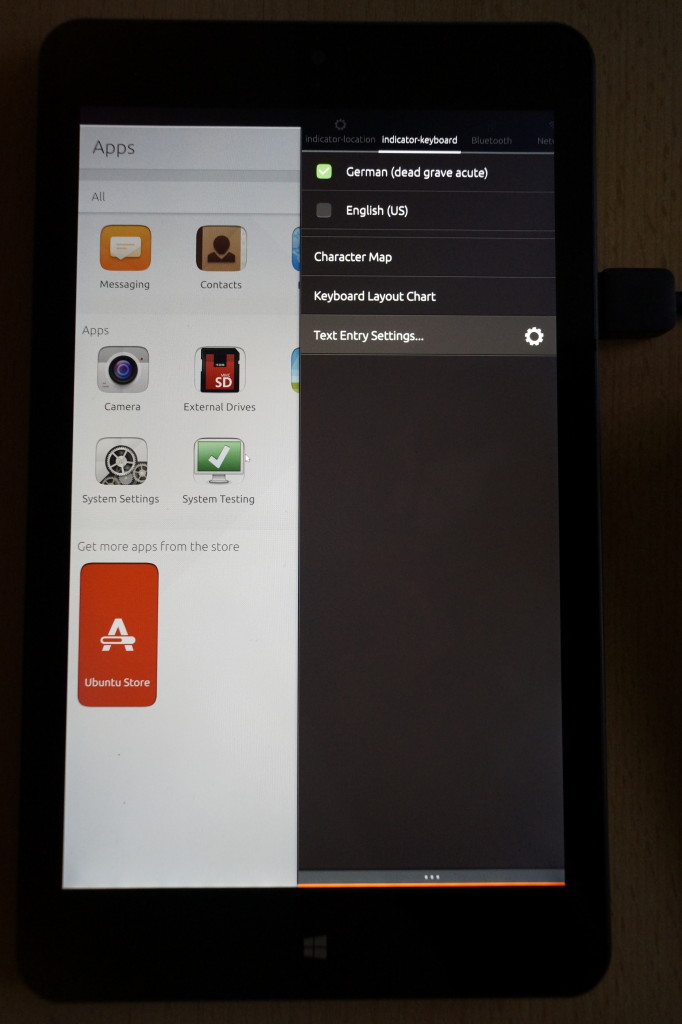 Apps
All
Messaging
Contacts
Apps
Camera
External Drives
SD
System Settings
System Testing
Get more apps from the store
Ubuntu Store
indicator-location indicator-keyboard Bluetooth
German (dead grave acute)
English (US)
Character Map
Keyboard Layout Chart
Text Entry Settings...